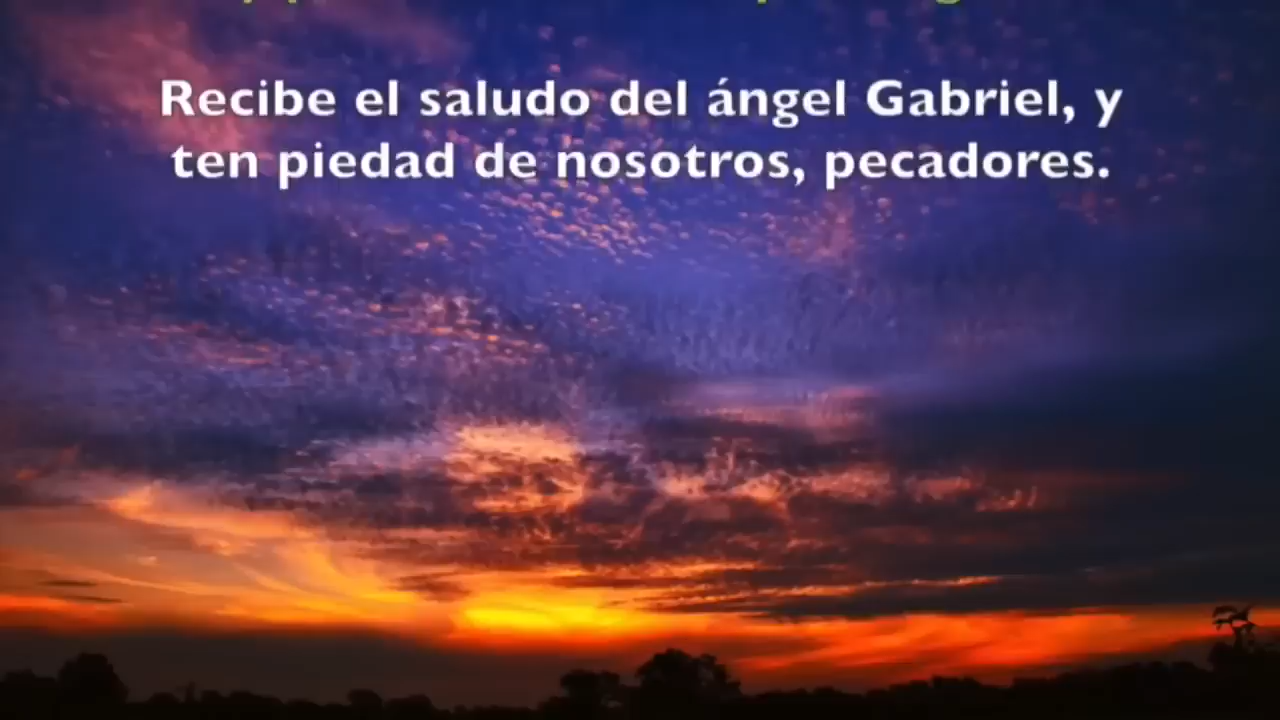 Recibe el saludo del ángel Gabriel, y
ten piedad de nosotros, pecadores.